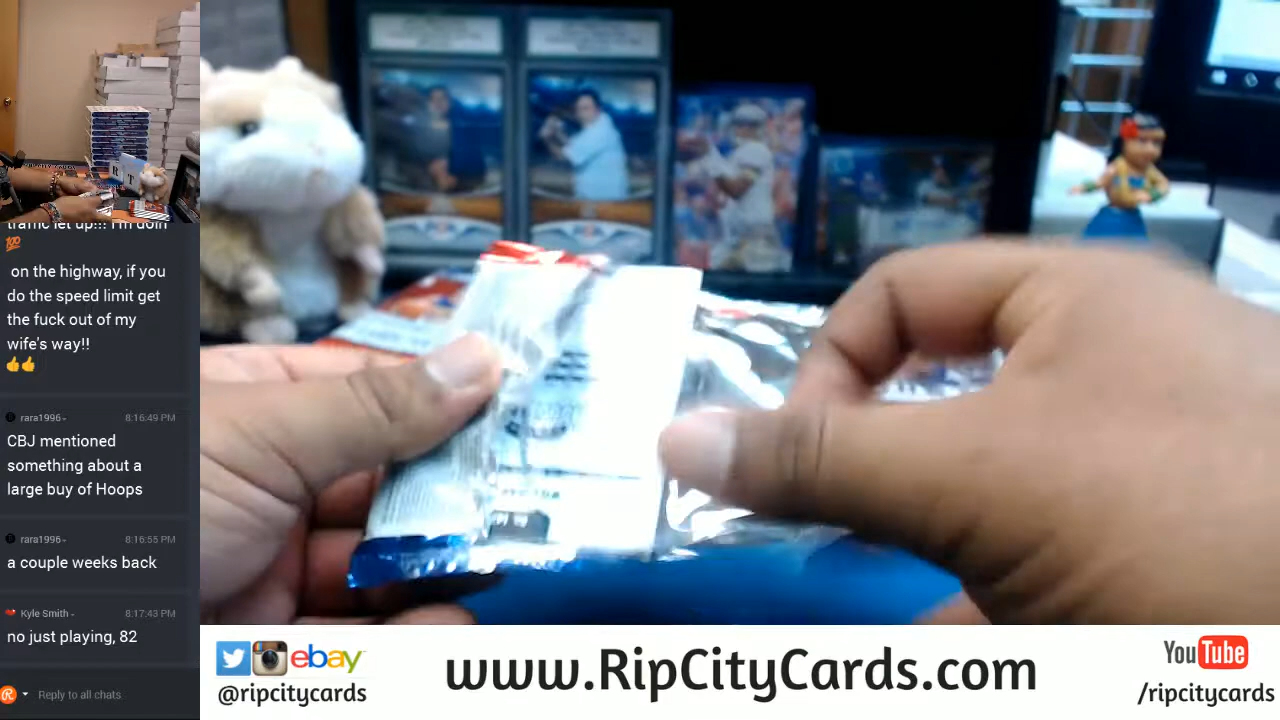 traffic let up!!! I'm doin
💯
on the highway, if you
do the speed limit get
the fuck out of my
wife's way!!
👍👍
rara1996 - 8:16:49 PM
CBJ mentioned
something about a
large buy of Hoops
rara1996 - 8:16:55 PM
a couple weeks back
Kyle Smith - 8:17:43 PM
no just playing, 82
Reply to all chats
R T
ebay
@ripcitycards
www.RipCityCards.com
YouTube
/ripcitycards